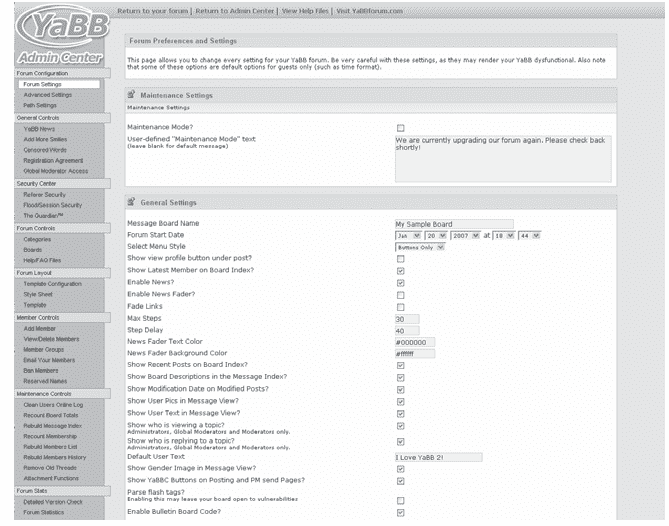 YaBB
Admin Center
Return to your forum | Return to Admin Center | View Help Files | Visit YaBBforum.com
Forum Configuration
Forum Settings
Advanced Settings
Path Settings
General Controls
YaBB News
Add More Smilies
Censored Words
Registration Agreement
Global Moderator Access
Security Center
Referer Security
Flood/Session Security
The Guardian™
Forum Controls
Categories
Boards
Help/FAQ Files
Forum Layout
Template Configuration
Style Sheet
Template
Member Controls
Add Member
View/Delete Members
Member Groups
Email Your Members
Ban Members
Reserved Names
Maintenance Controls
Clean Users Online Log
Recount Board Totals
Rebuild Message Index
Recount Membership
Rebuild Members List
Rebuild Members History
Remove Old Threads
Attachment Functions
Forum Stats
Detailed Version Check
Forum Statistics
Forum Preferences and Settings
This page allows you to change every setting for your YaBB forum. Be very careful with these settings, as they may render your YaBB dysfunctional. Also note
that some of these options are default options for guests only (such as time format).
Maintenance Settings
Maintenance Settings
Maintenance Mode?
User-defined "Maintenance Mode" text
(leave blank for default message)
We are currently upgrading our forum again. Please check back
shortly!
General Settings
Message Board Name My Sample Board
Forum Start Date Jan 20 2007 at 18 44
Select Menu Style Buttons Only
Show view profile button under post?
Show Latest Member on Board Index?
Enable News?
Enable News Fader?
Fade Links
Max Steps 30
Step Delay 40
News Fader Text Color #000000
News Fader Background Color #ffffff
Show Recent Posts on Board Index?
Show Board Descriptions in the Message Index?
Show Modification Date on Modified Posts?
Show User Pics in Message View?
Show User Text in Message View?
Show who is viewing a topic?
Administrators, Global Moderators and Moderators only.
Show who is replying to a topic?
Administrators, Global Moderators and Moderators only.
Default User Text I Love YaBB 2!
Show Gender Image in Message View?
Show YaBBC Buttons on Posting and PM send Pages?
Parse flash tags?
Enabling this may leave your board open to vulnerabilities
Enable Bulletin Board Code?